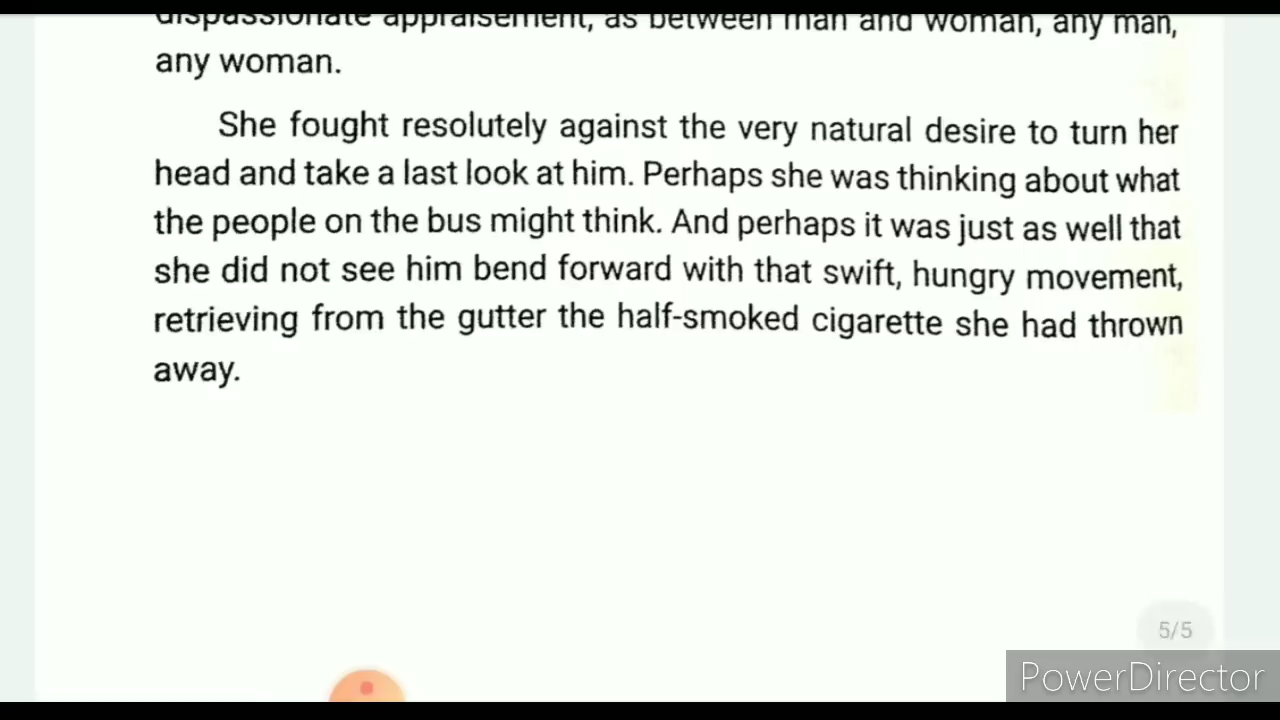 dispassionate appraisement, as between man and woman, any man,
any woman.
She fought resolutely against the very natural desire to turn her
head and take a last look at him. Perhaps she was thinking about what
the people on the bus might think. And perhaps it was just as well that
she did not see him bend forward with that swift, hungry movement,
retrieving from the gutter the half-smoked cigarette she had thrown
away.
5/5
PowerDirector